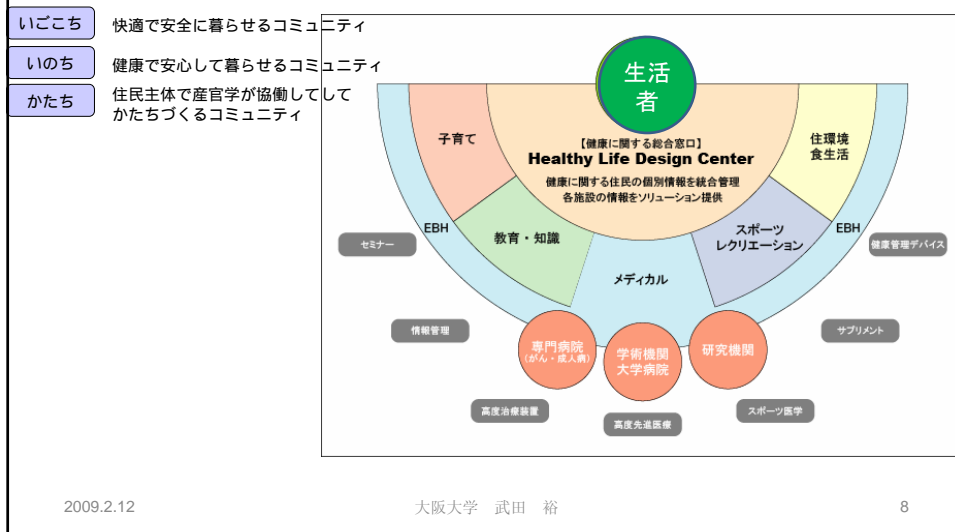 いごこち 快適で安全に暮らせるコミュニティ
いのち 健康で安心して暮らせるコミュニティ
かたち 住民主体で産官学が協働してして
かたちづくるコミュニティ
生活
者
【健康に関する総合窓口】
Healthy Life Design Center
健康に関する住民の個別情報を統合管理
各施設の情報をソリューション提供
子育て
住環境
食生活
EBH
教育・知識
メディカル
スポーツ
レクリエーション
EBH
セミナー
健康管理デバイス
情報管理
サプリメント
専門病院
（がん・成人病）
学術機関
大学病院
研究機関
高度治療装置
高度先進医療
スポーツ医学
2009.2.12
大阪大学 武田 裕
8